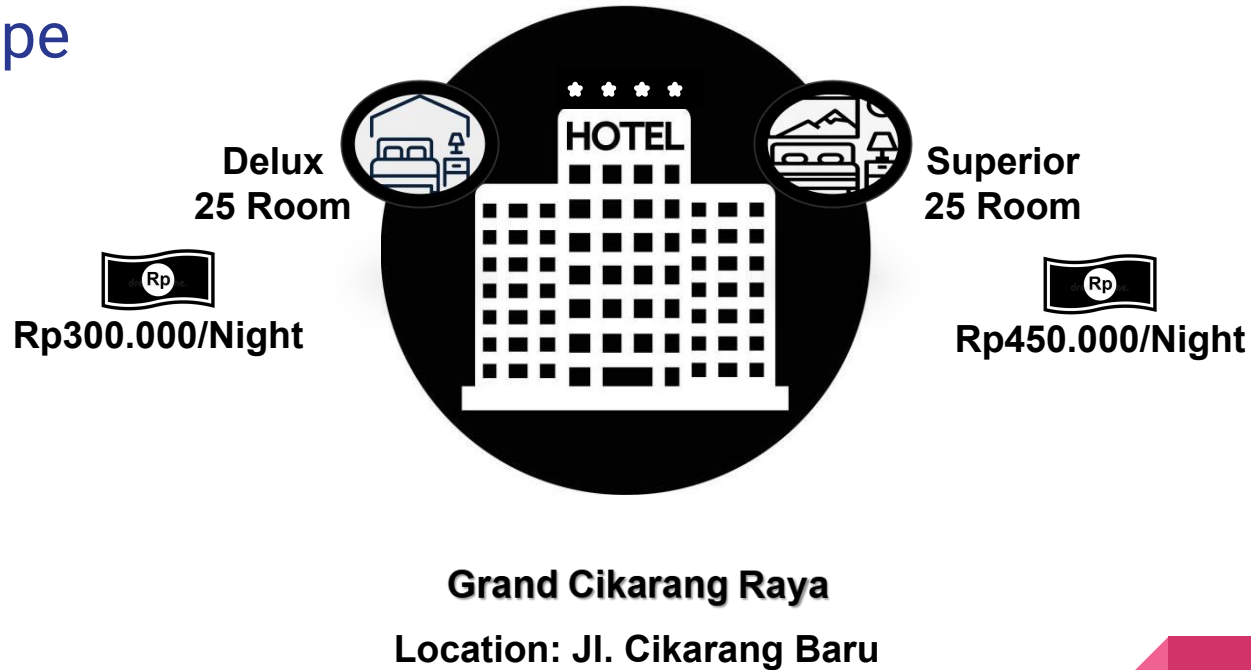 pe
HOTEL
Delux
25 Room
Superior
25 Room
Rp
Rp300.000/Night
Rp
Rp450.000/Night
Grand Cikarang Raya
Location: Jl. Cikarang Baru